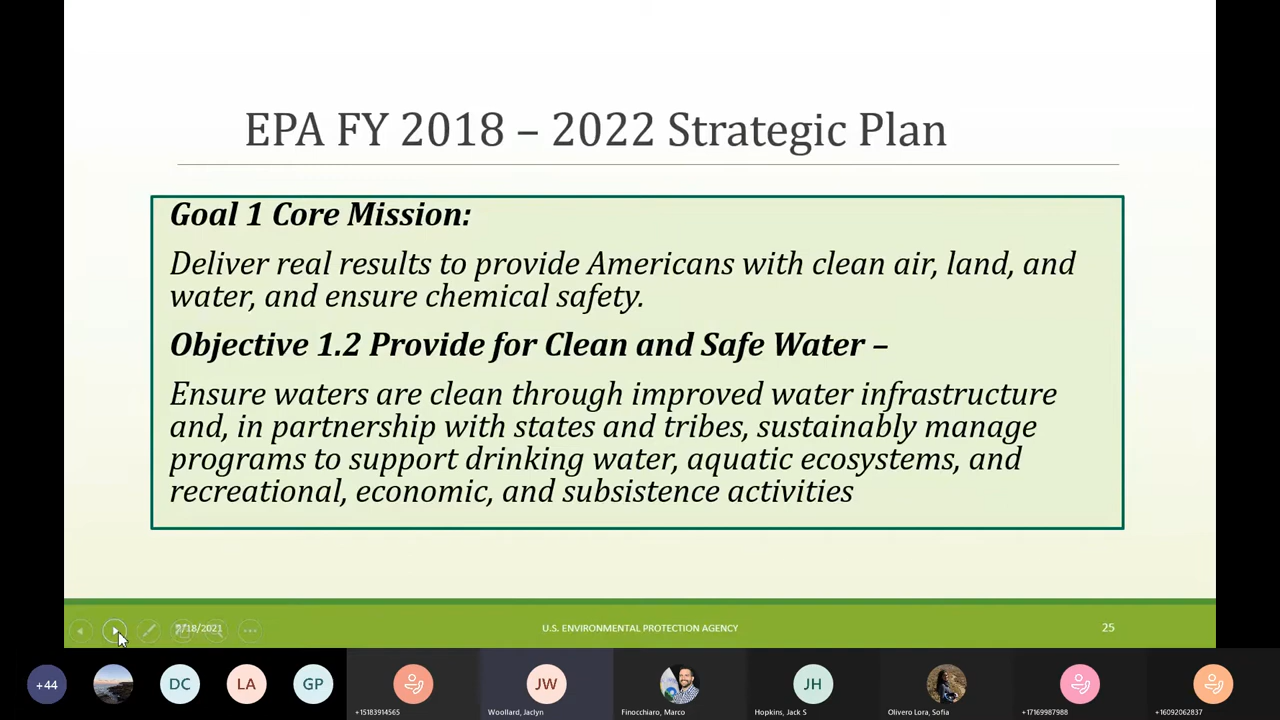 EPA FY 2018 – 2022 Strategic Plan
Goal 1 Core Mission:
Deliver real results to provide Americans with clean air, land, and
water, and ensure chemical safety.
Objective 1.2 Provide for Clean and Safe Water –
Ensure waters are clean through improved water infrastructure
and, in partnership with states and tribes, sustainably manage
programs to support drinking water, aquatic ecosystems, and
recreational, economic, and subsistence activities
U.S. ENVIRONMENTAL PROTECTION AGENCY
25
+44
DC
LA
GP
JW
JH
+15183914565
Woollard, Jaclyn
Finocchiaro, Marco
Hopkins, Jack S
Olivero Lora, Sofia
+17169987988
+16092062837